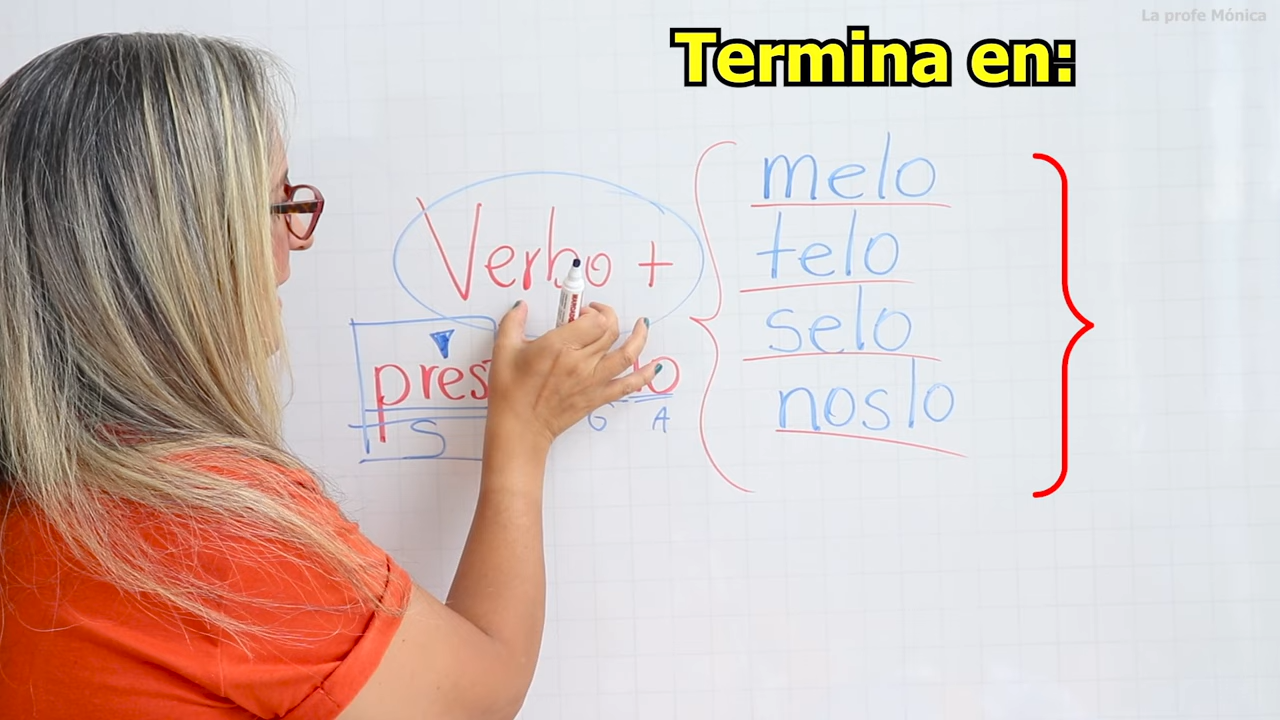 La profe Mónica
Termina en:
Verbo +
melo
telo
selo
noslo
S
G A